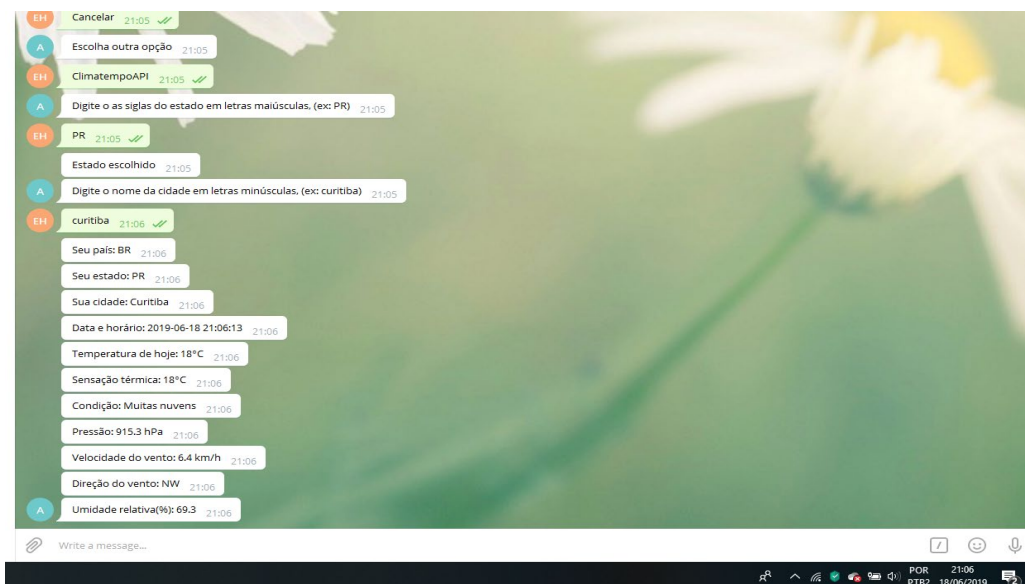 EH Cancelar 21:05
A Escolha outra opção 21:05
EH ClimatempoAPI 21:05
A Digite o as siglas do estado em letras maiúsculas, (ex: PR) 21:05
EH PR 21:05
Estado escolhido 21:05
A Digite o nome da cidade em letras minúsculas, (ex: curitiba) 21:05
EH curitiba 21:06
Seu país: BR 21:06
Seu estado: PR 21:06
Sua cidade: Curitiba 21:06
Data e horário: 2019-06-18 21:06:13 21:06
Temperatura de hoje: 18°C 21:06
Sensação térmica: 18°C 21:06
Condição: Muitas nuvens 21:06
Pressão: 915.3 hPa 21:06
Velocidade do vento: 6.4 km/h 21:06
Direção do vento: NW 21:06
A Umidade relativa(%): 69.3 21:06
Write a message...
POR 21:06
PTB2 18/06/2019 2